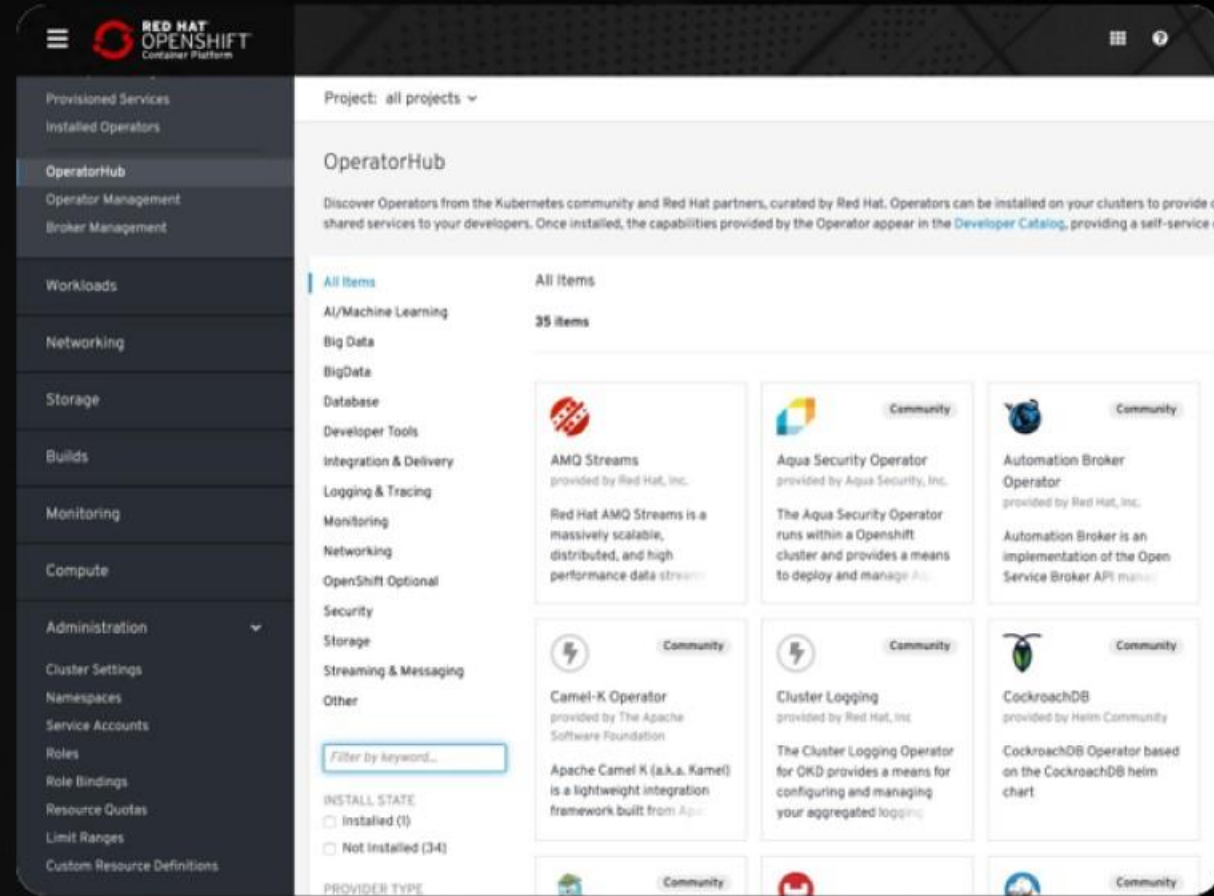 RED HAT
OPENSHIFT
Container Platform
Provisioned Services
Installed Operators
OperatorHub
Operator Management
Broker Management
Workloads
Networking
Storage
Builds
Monitoring
Compute
Administration
Cluster Settings
Namespaces
Service Accounts
Roles
Role Bindings
Resource Quotas
Limit Ranges
Custom Resource Definitions
Project: all projects
OperatorHub
Discover Operators from the Kubernetes community and Red Hat partners, curated by Red Hat. Operators can be installed on your clusters to provide
shared services to your developers. Once installed, the capabilities provided by the Operator appear in the Developer Catalog, providing a self-service
All Items
AI/Machine Learning
Big Data
BigData
Database
Developer Tools
Integration & Delivery
Logging & Tracing
Monitoring
Networking
OpenShift Optional
Security
Storage
Streaming & Messaging
Other
Filter by keyword...
INSTALL STATE
Installed (1)
Not Installed (34)
PROVIDER TYPE
All Items
35 items
AMQ Streams
provided by Red Hat, Inc.
Red Hat AMQ Streams is a
massively scalable,
distributed, and high
performance data stream
Community
Aqua Security Operator
provided by Aqua Security, Inc.
The Aqua Security Operator
runs within a Openshift
cluster and provides a means
to deploy and manage
Community
Automation Broker
Operator
provided by Red Hat, Inc.
Automation Broker is an
implementation of the Open
Service Broker API
Community
Camel-K Operator
provided by The Apache
Software Foundation
Apache Camel K (a.k.a. Kamel)
is a lightweight integration
framework built from
Community
Cluster Logging
provided by Red Hat, Inc
The Cluster Logging Operator
for OKD provides a means for
configuring and managing
your aggregated logging
Community
CockroachDB
provided by Helm Community
CockroachDB Operator based
on the CockroachDB helm
chart
Community
Community